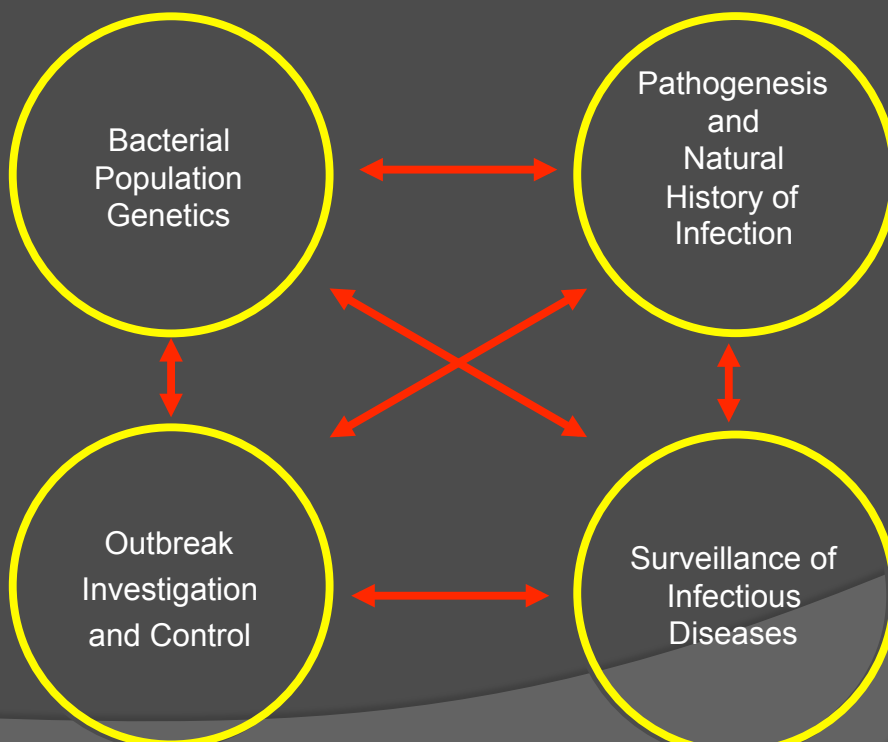 Bacterial
Population
Genetics
Pathogenesis
and
Natural
History of
Infection
Outbreak
Investigation
and Control
Surveillance of
Infectious
Diseases